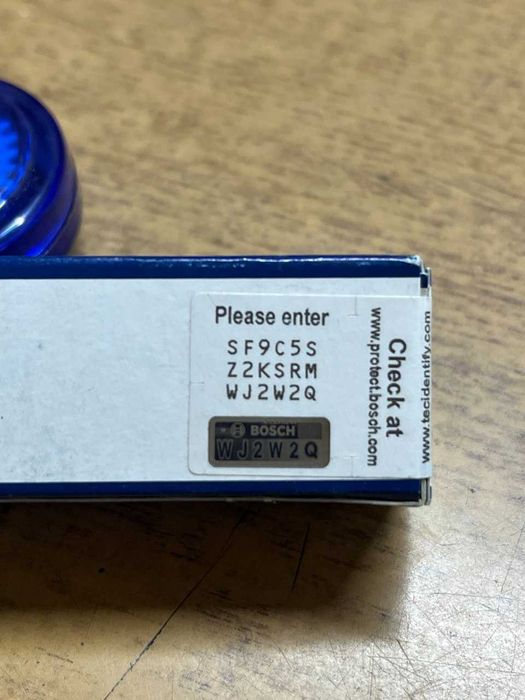 Please enter
SF9C5S
Z2KSRM
WJ2W2Q
BOSCH
WJ2W2Q
Check at
www.protect.bosch.com
www.tecidentify.com